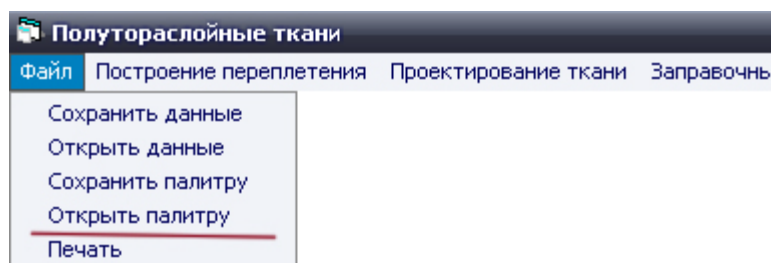 Полутораслойные ткани
Файл Построение переплетения Проектирование ткани
Сохранить данные
Открыть данные
Сохранить палитру
Открыть палитру
Печать